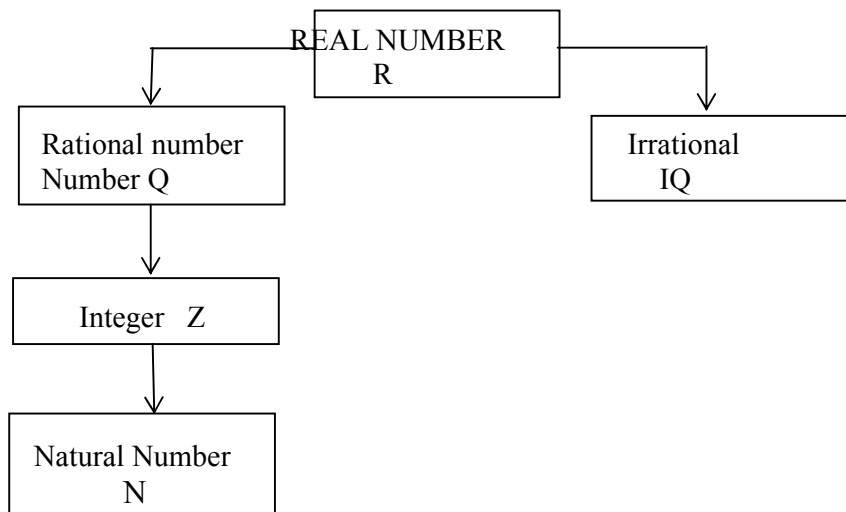 REAL NUMBER
R
Rational number
Number Q
Irrational
IQ
Integer Z
Natural Number
N